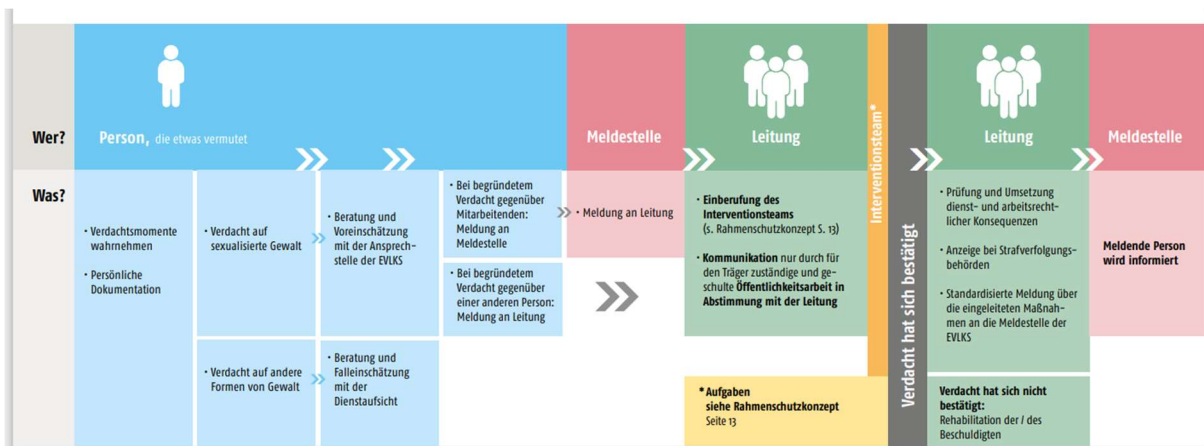 Wer?
Person, die etwas vermutet
Meldestelle
Leitung
Interventionsteam*
Verdacht hat sich bestätigt
Leitung
Meldestelle
Was?
· Verdachtsmomente
wahrnehmen
· Persönliche
Dokumentation
· Verdacht auf
sexualisierte Gewalt
· Beratung und
Voreinschätzung
mit der Ansprech-
stelle der EVLKS
· Bei begründetem
Verdacht gegenüber
Mitarbeitenden:
Meldung an
Meldestelle
· Bei begründetem
Verdacht gegenüber
einer anderen Person:
Meldung an Leitung
· Verdacht auf andere
Formen von Gewalt
· Beratung und
Falleinschätzung
mit der
Dienstaufsicht
· Meldung an Leitung
· Einberufung des
Interventionsteams
(s. Rahmenschutzkonzept S. 13)
· Kommunikation nur durch für
den Träger zuständige und ge-
schulte Öffentlichkeitsarbeit in
Abstimmung mit der Leitung
* Aufgaben
siehe Rahmenschutzkonzept
Seite 13
· Prüfung und Umsetzung
dienst- und arbeitsrecht-
licher Konsequenzen
· Anzeige bei Strafverfolgungs-
behörden
· Standardisierte Meldung über
die eingeleiteten Maßnah-
men an die Meldestelle der
EVLKS
Verdacht hat sich nicht
bestätigt:
Rehabilitation der / des
Beschuldigten
Meldende Person
wird informiert